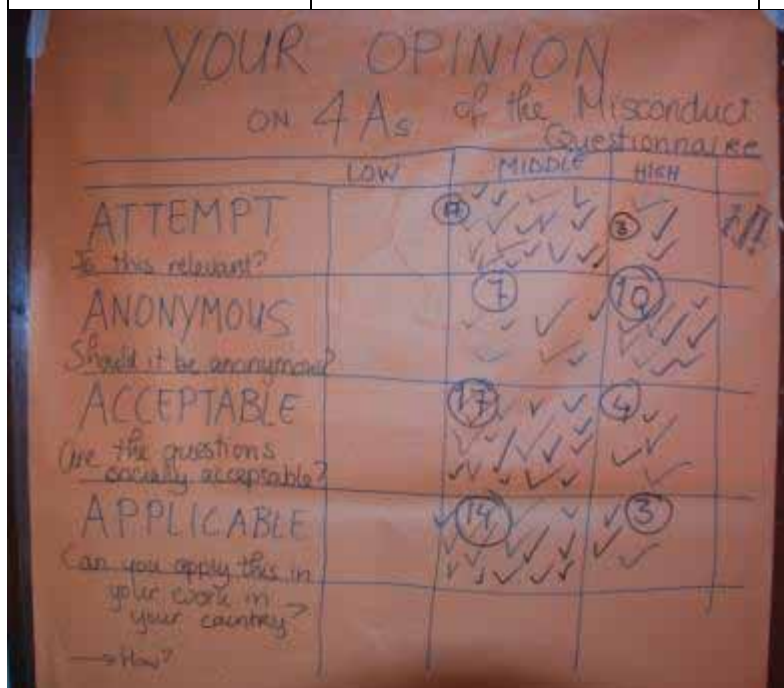 YOUR OPINION
ON 4 As of the Misconduct
Questionnaire
LOW MIDDLE HIGH
ATTEMPT
Is this relevant?
3
ANONYMOUS 7 10
Should it be anonymous?
ACCEPTABLE 17 4
Are the questions
socially acceptable?
APPLICABLE 14 3
Can you apply this in
your work in
your country?
→ How?